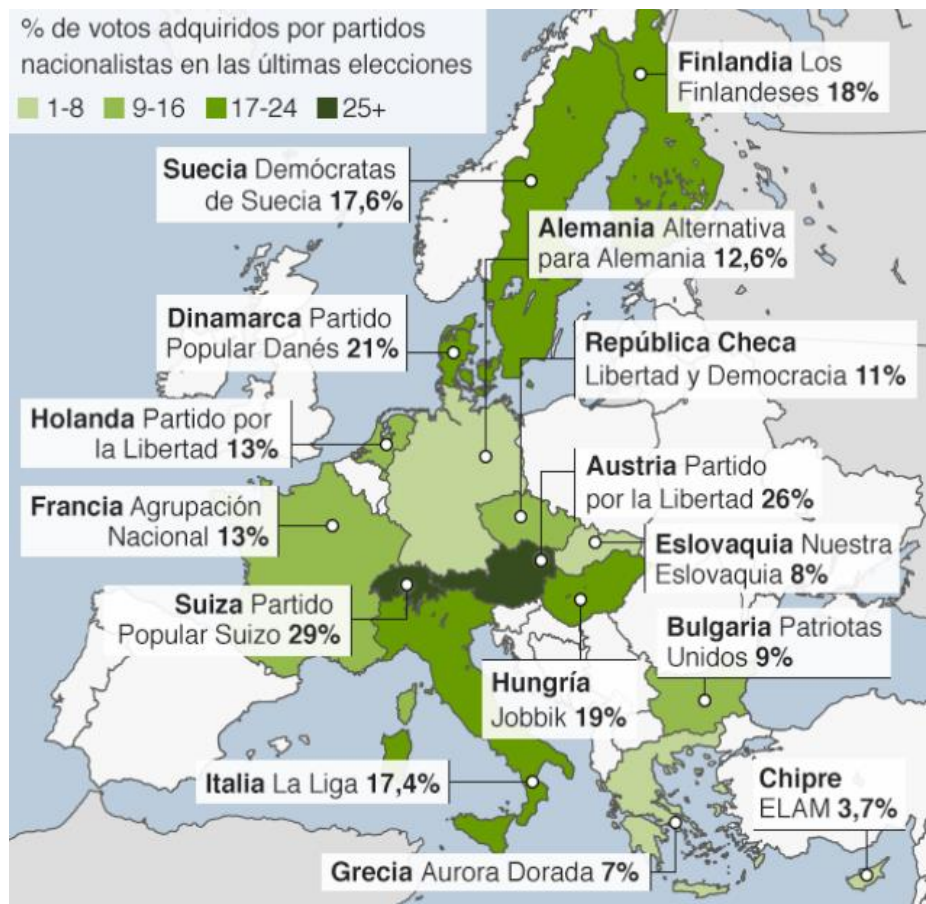 % de votos adquiridos por partidos
nacionalistas en las últimas elecciones
1-8 9-16 17-24 25+
Finlandia Los
Finlandeses 18%
Suecia Demócratas
de Suecia 17,6%
Alemania Alternativa
para Alemania 12,6%
Dinamarca Partido
Popular Danés 21%
República Checa
Libertad y Democracia 11%
Holanda Partido por
la Libertad 13%
Austria Partido
por la Libertad 26%
Francia Agrupación
Nacional 13%
Eslovaquia Nuestra
Eslovaquia 8%
Suiza Partido
Popular Suizo 29%
Bulgaria Patriotas
Unidos 9%
Hungría
Jobbik 19%
Italia La Liga 17,4%
Chipre
ELAM 3,7%
Grecia Aurora Dorada 7%